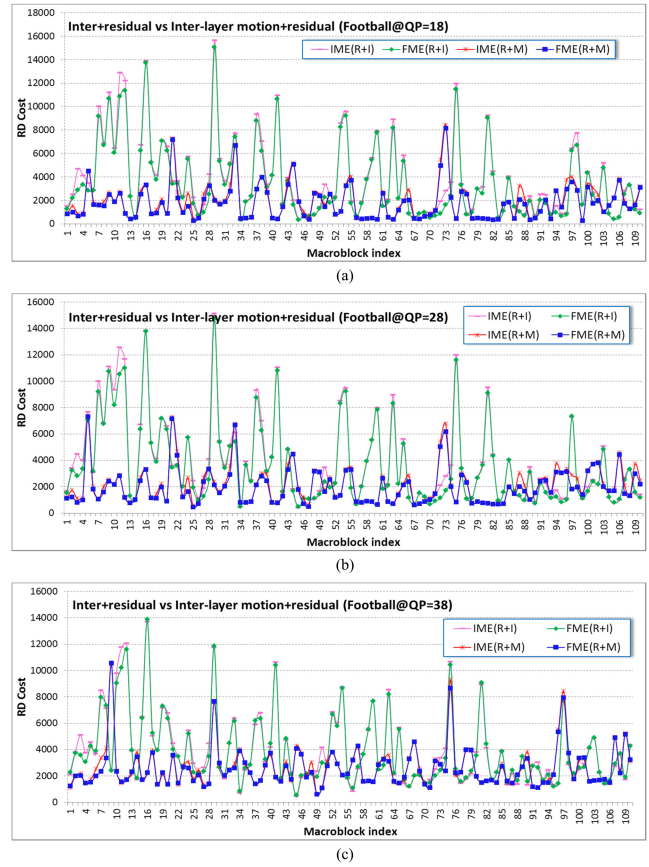 Inter+residual vs Inter-layer motion+residual (Football@QP=18)
IME(R+I) FME(R+I) IME(R+M) FME(R+M)
RD Cost
16000
14000
12000
10000
8000
6000
4000
2000
0
1 4 7 10 13 16 19 22 25 28 31 34 37 40 43 46 49 52 55 58 61 64 67 70 73 76 79 82 85 88 91 94 97 100 103 106 109
Macroblock index
(a)
Inter+residual vs Inter-layer motion+residual (Football@QP=28)
IME(R+I) FME(R+I)
IME(R+M) FME(R+M)
RD Cost
16000
14000
12000
10000
8000
6000
4000
2000
0
1 4 7 10 13 16 19 22 25 28 31 34 37 40 43 46 49 52 55 58 61 64 67 70 73 76 79 82 85 88 91 94 97 100 103 106 109
Macroblock index
(b)
Inter+residual vs Inter-layer motion+residual (Football@QP=38)
IME(R+I) FME(R+I)
IME(R+M) FME(R+M)
RD Cost
16000
14000
12000
10000
8000
6000
4000
2000
0
1 4 7 10 13 16 19 22 25 28 31 34 37 40 43 46 49 52 55 58 61 64 67 70 73 76 79 82 85 88 91 94 97 100 103 106 109
Macroblock index
(c)